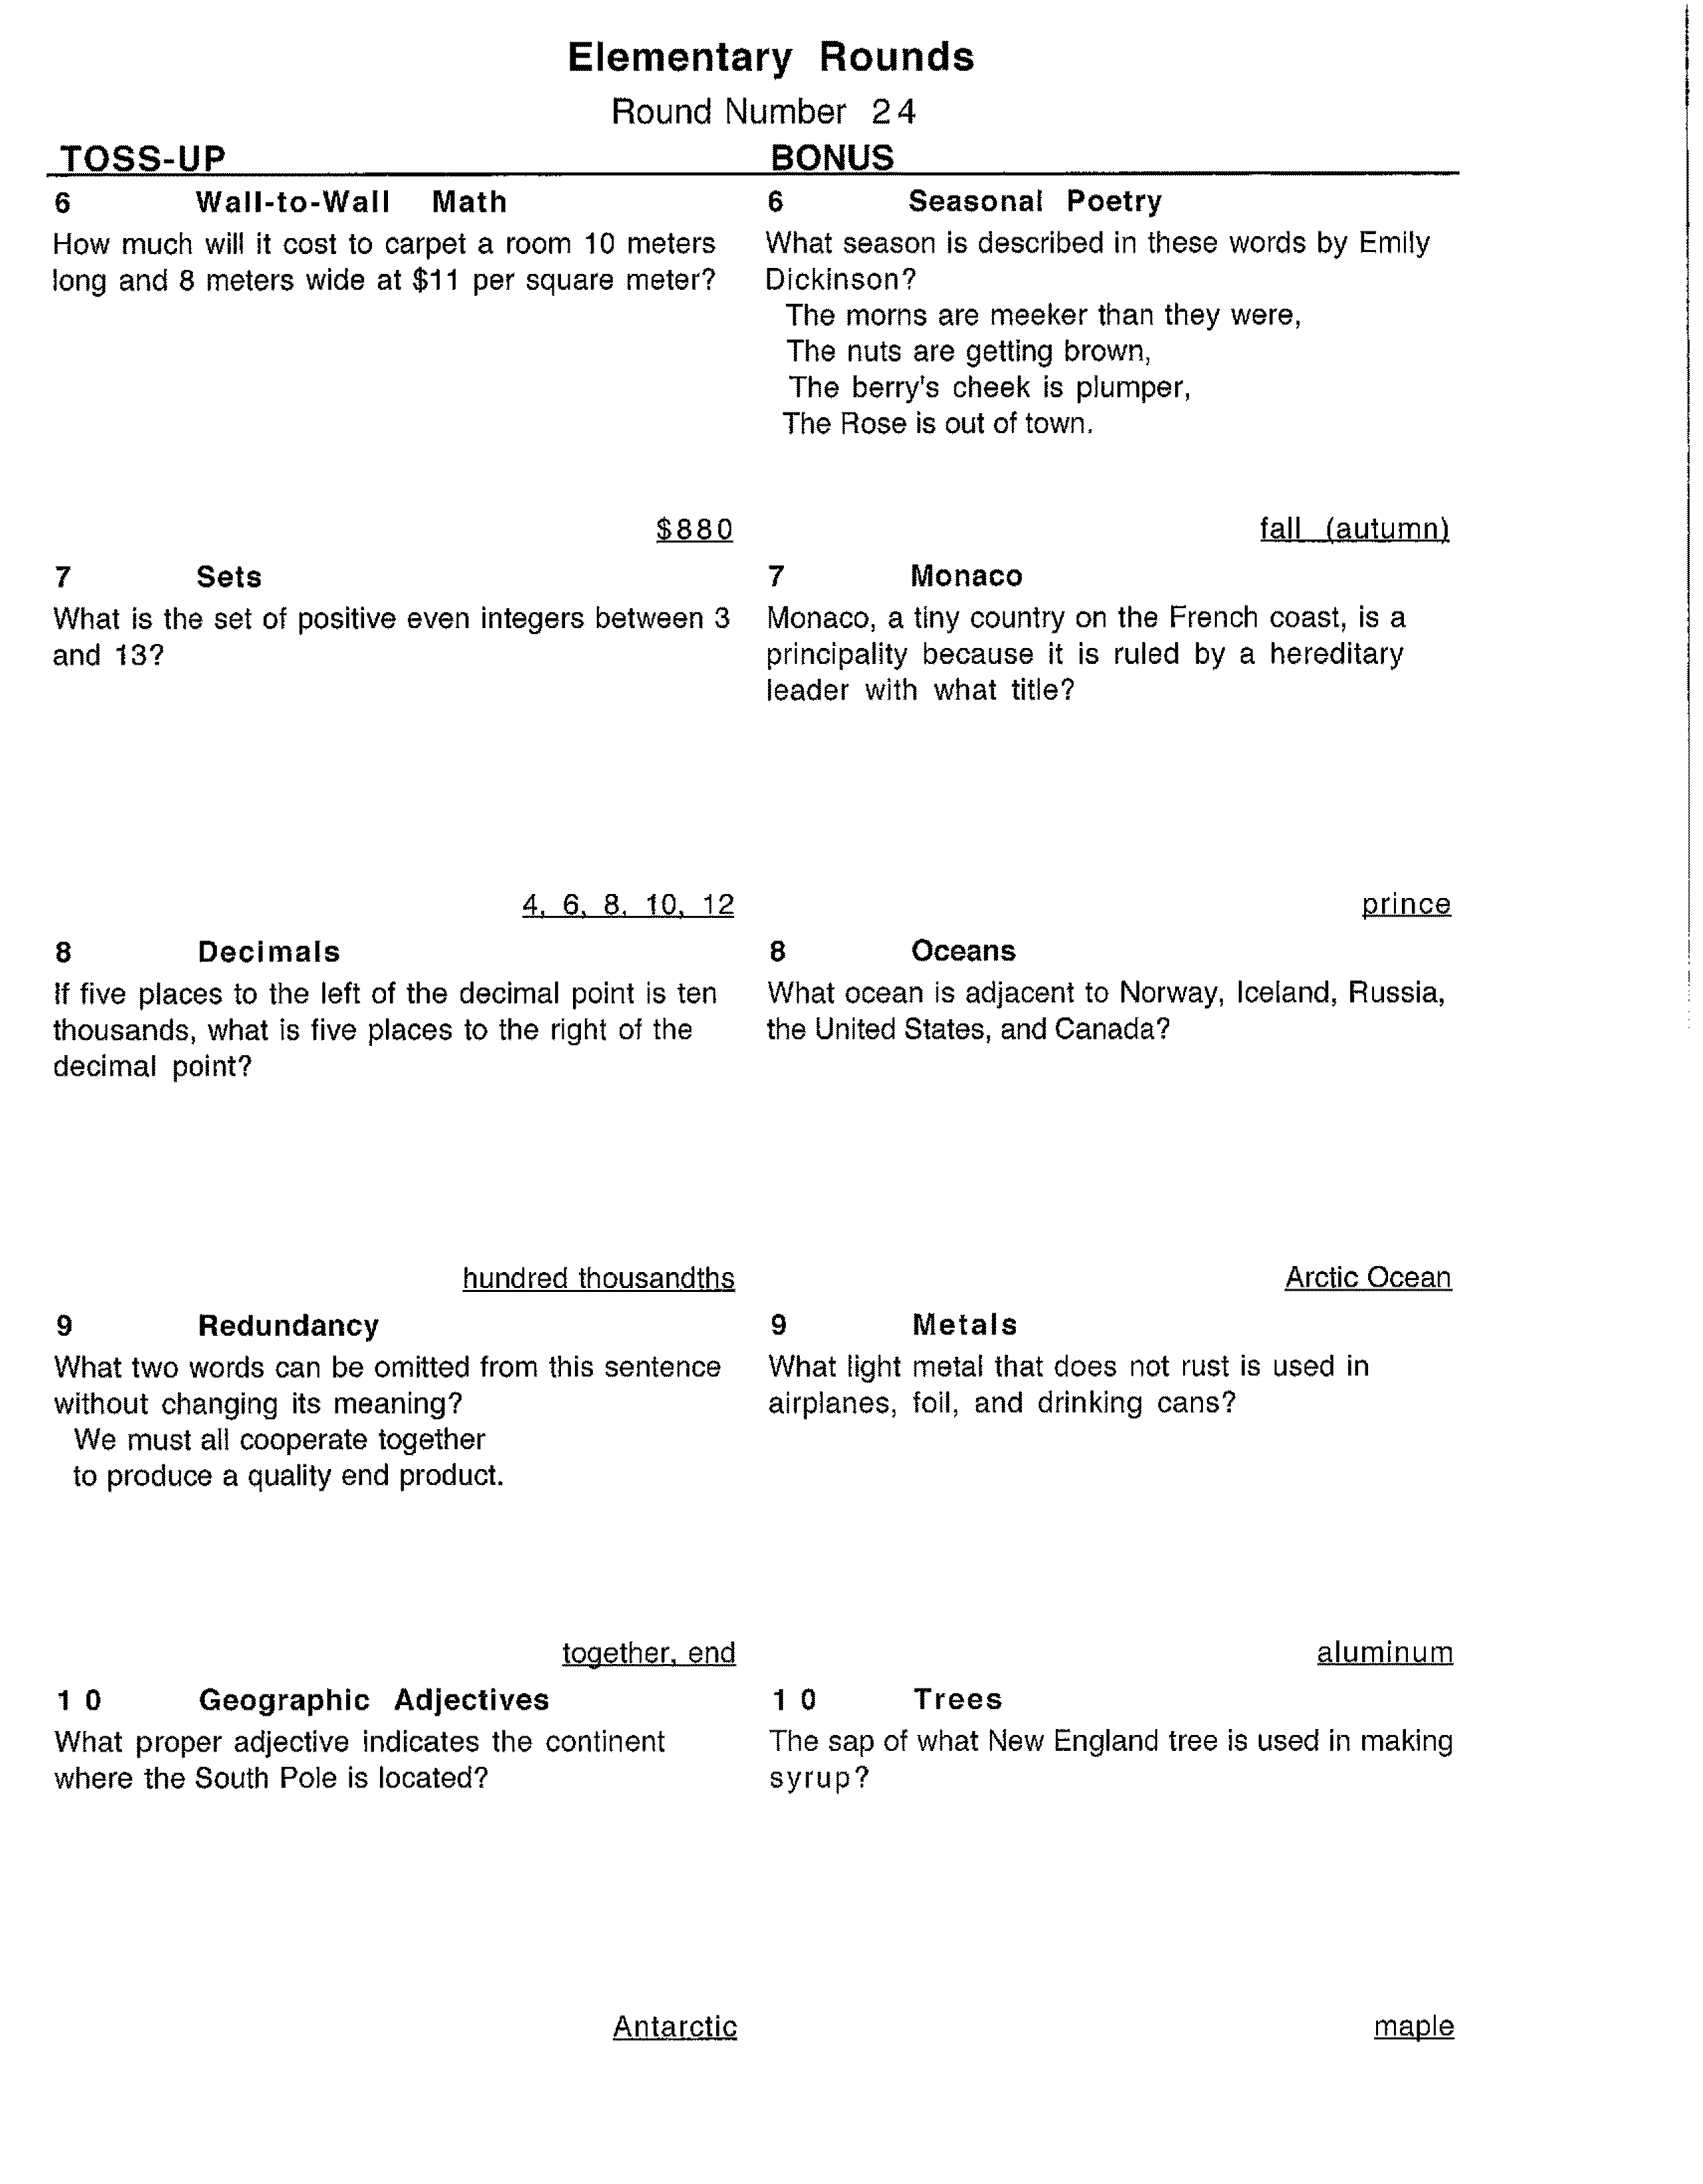 Elementary Rounds
Round Number 24
TOSS-UP
6 Wall-to-Wall Math
How much will it cost to carpet a room 10 meters
long and 8 meters wide at $11 per square meter?
$880
7 Sets
What is the set of positive even integers between 3
and 13?
4, 6, 8, 10, 12
8 Decimals
If five places to the left of the decimal point is ten
thousands, what is five places to the right of the
decimal point?
hundred thousandths
9 Redundancy
What two words can be omitted from this sentence
without changing its meaning?
We must all cooperate together
to produce a quality end product.
together, end
10 Geographic Adjectives
What proper adjective indicates the continent
where the South Pole is located?
Antarctic
BONUS
6 Seasonal Poetry
What season is described in these words by Emily
Dickinson?
The morns are meeker than they were,
The nuts are getting brown,
The berry's cheek is plumper,
The Rose is out of town.
fall (autumn)
7 Monaco
Monaco, a tiny country on the French coast, is a
principality because it is ruled by a hereditary
leader with what title?
prince
8 Oceans
What ocean is adjacent to Norway, Iceland, Russia,
the United States, and Canada?
Arctic Ocean
9 Metals
What light metal that does not rust is used in
airplanes, foil, and drinking cans?
aluminum
10 Trees
The sap of what New England tree is used in making
syrup?
maple